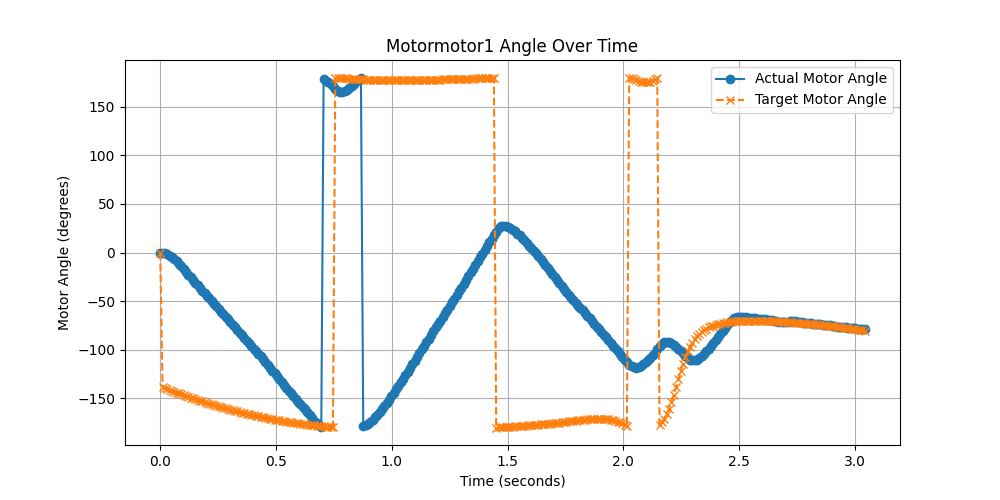 Motormotor1 Angle Over Time
Actual Motor Angle
Target Motor Angle
Motor Angle (degrees)
150
100
50
0
−50
−100
−150
0.0 0.5 1.0 1.5 2.0 2.5 3.0
Time (seconds)